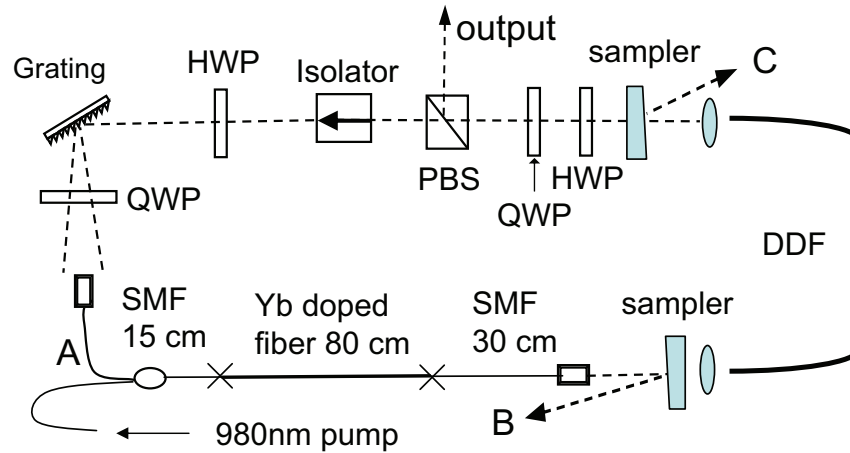 output
sampler
C
Grating
HWP
Isolator
PBS
HWP
QWP
QWP
DDF
SMF
15 cm
Yb doped
fiber 80 cm
SMF
30 cm
sampler
A
B
980nm pump